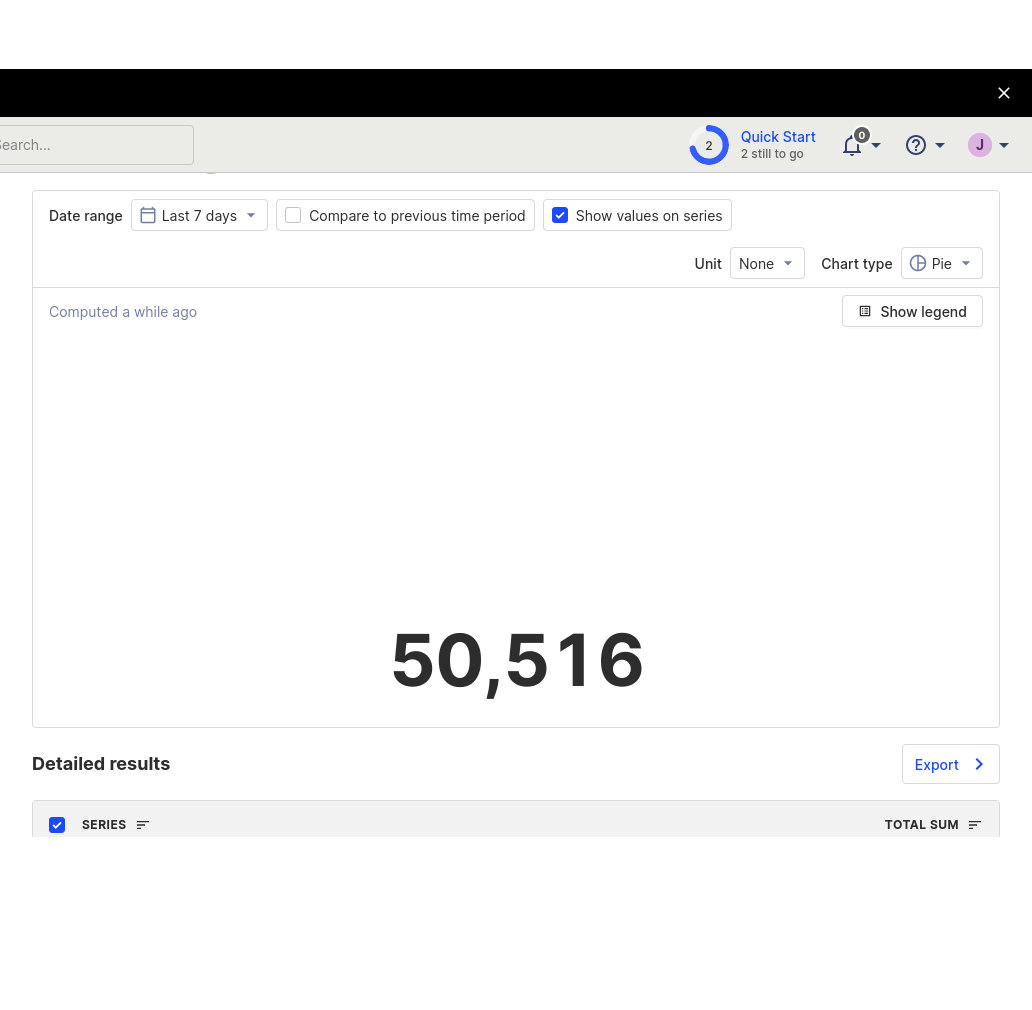 Search...
2
Quick Start
2 still to go
0
J
Date range
Last 7 days
Compare to previous time period
Show values on series
Unit
None
Chart type
Pie
Computed a while ago
Show legend
50,516
Detailed results
Export
SERIES
TOTAL SUM